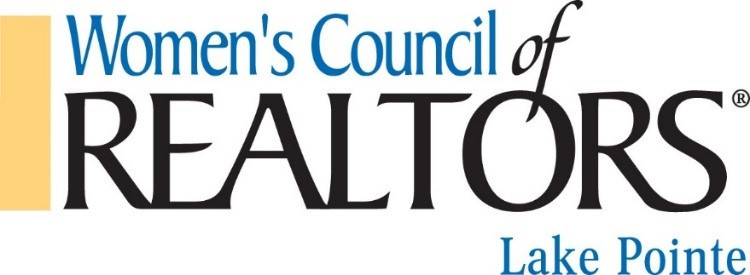 Women's Council of
REALTORS®
Lake Pointe